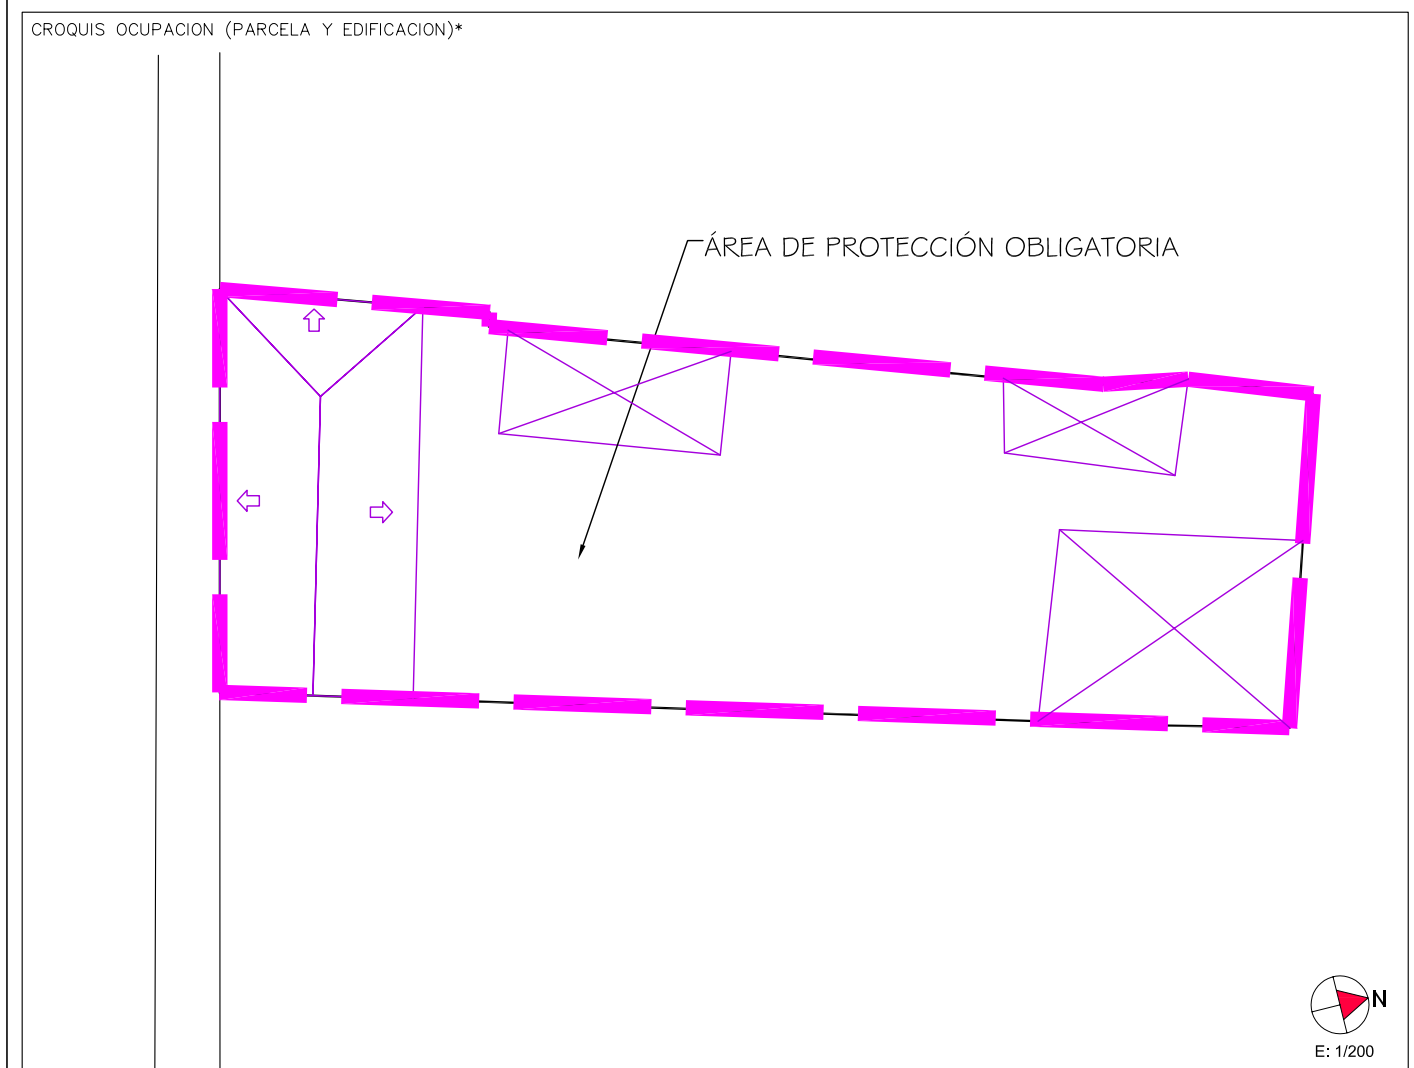 CROQUIS OCUPACION (PARCELA Y EDIFICACION)*
ÁREA DE PROTECCIÓN OBLIGATORIA
N
E: 1/200